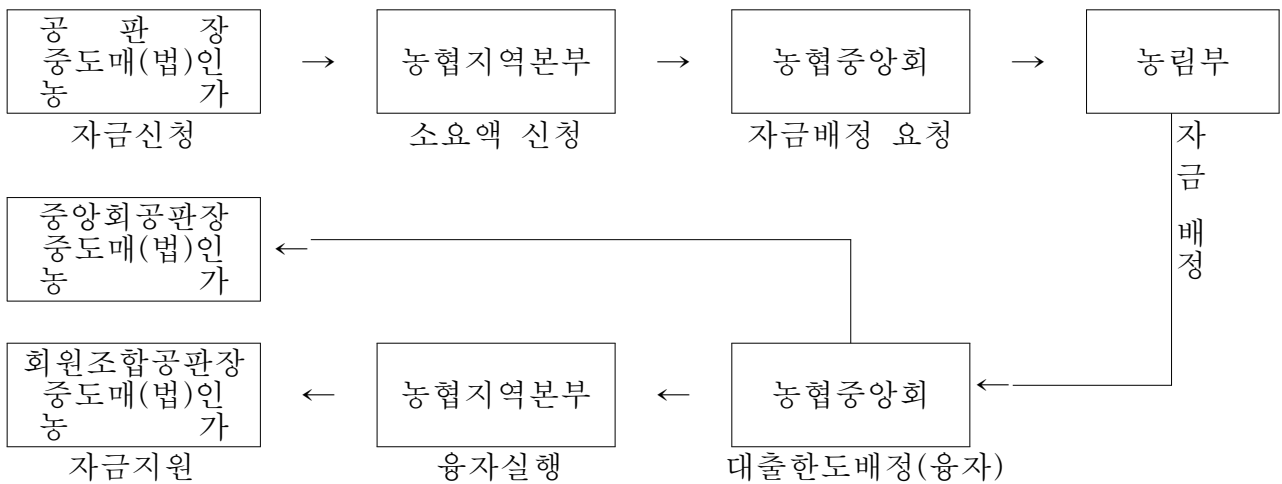 공 판 장
중도매(법)인
농 가
→
농협지역본부
→
농협중앙회
→
농림부
자금신청
소요액 신청
자금배정 요청
자
금
배
정
중앙회공판장
중도매(법)인
농 가
←
회원조합공판장
중도매(법)인
농 가
←
농협지역본부
←
농협중앙회
←
자금지원
융자실행
대출한도배정(융자)